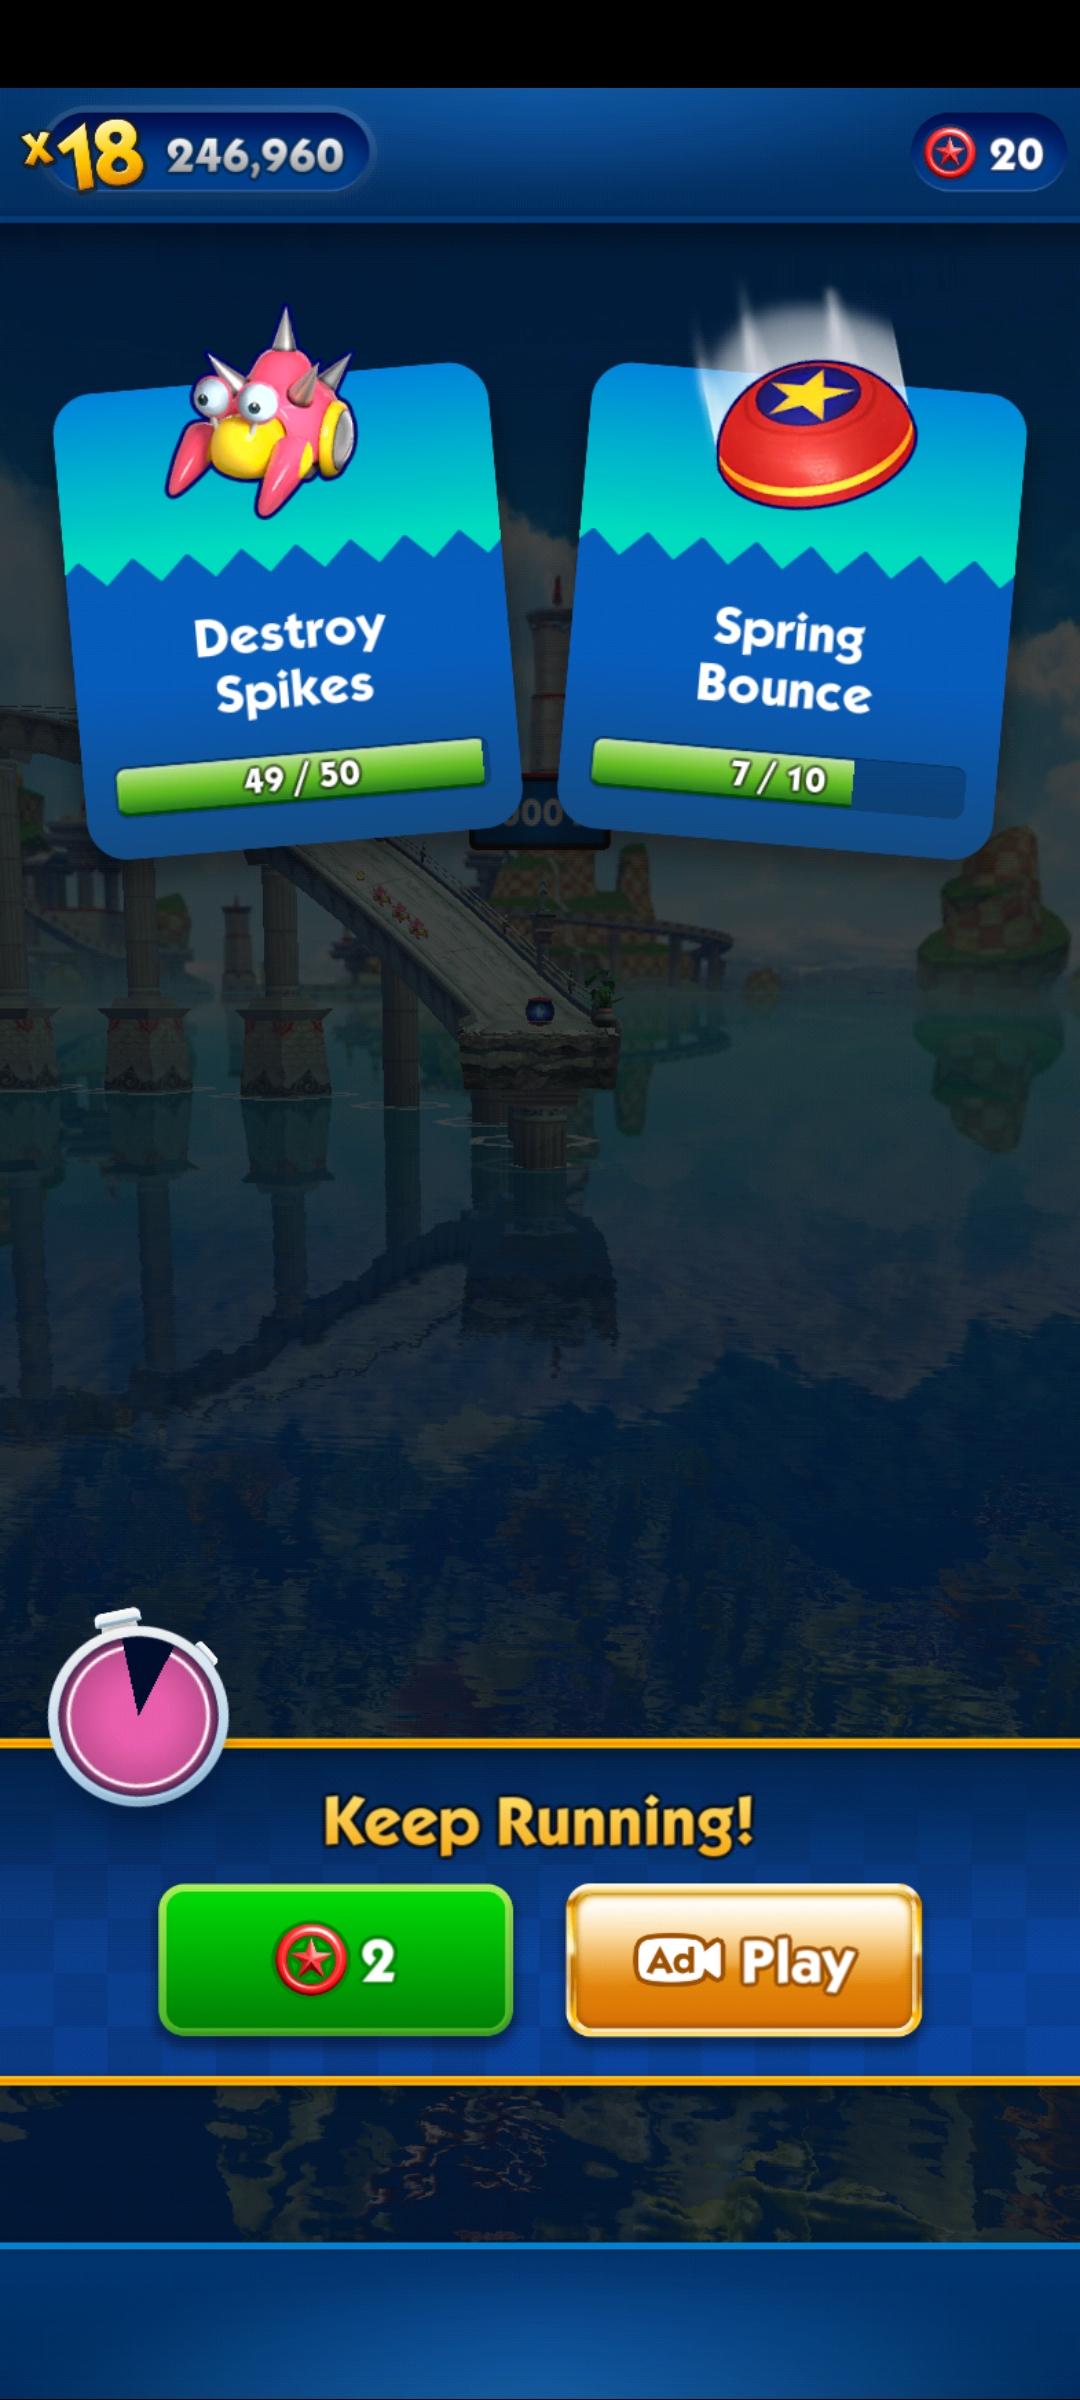 x18 246,960
20
Destroy
Spikes
49 / 50
Spring
Bounce
7 / 10
Keep Running!
2
Ad Play